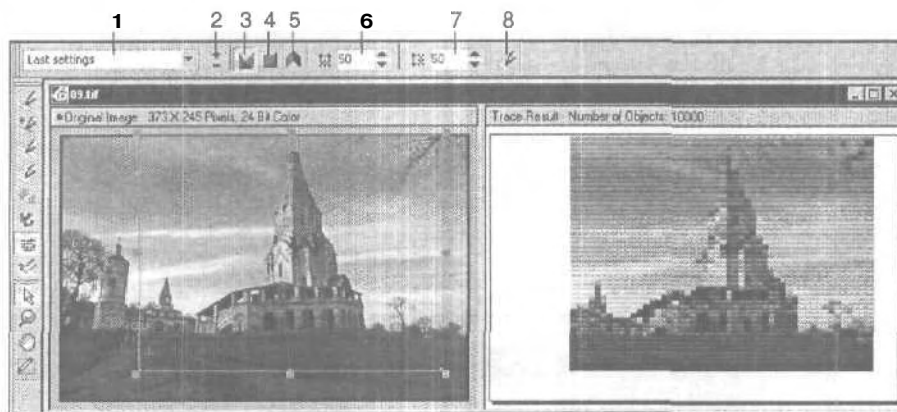 1 2 3 4 5 6 7 8
Last settings 50 50
09.tif
Original Image: 373 X 245 Pixels, 24 Bit Color
Trace Result: Number of Objects: 10000